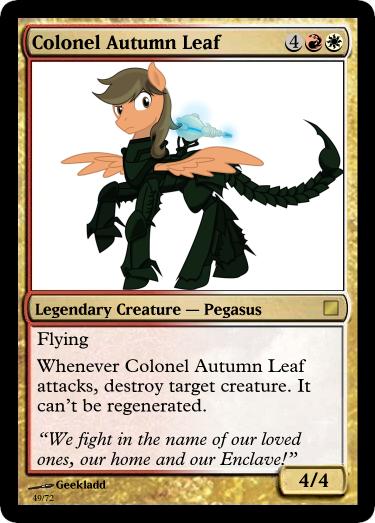 Colonel Autumn Leaf 4
Legendary Creature — Pegasus
Flying
Whenever Colonel Autumn Leaf
attacks, destroy target creature. It
can't be regenerated.
“We fight in the name of our loved
ones, our home and our Enclave!”
4/4
Geekladd
49/72